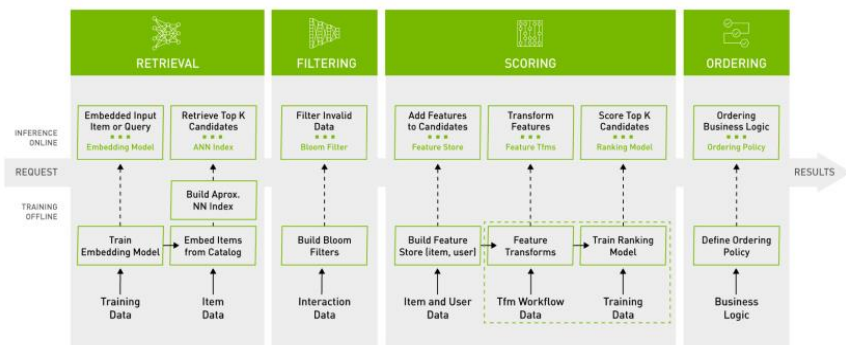 RETRIEVAL
FILTERING
SCORING
ORDERING
INFERENCE
ONLINE
Embedded Input
Item or Query
Embedding Model
Retrieve Top K
Candidates
ANN Index
Filter Invalid
Data
Bloom Filter
Add Features
to Candidates
Feature Store
Transform
Features
Feature Tfms
Score Top K
Candidates
Ranking Model
Ordering
Business Logic
Ordering Policy
REQUEST
RESULTS
TRAINING
OFFLINE
Build Aprox.
NN Index
Train
Embedding Model
Embed Items
from Catalog
Build Bloom
Filters
Build Feature
Store [item, user]
Feature
Transforms
Train Ranking
Model
Define Ordering
Policy
Training
Data
Item
Data
Interaction
Data
Item and User
Data
Tfm Workflow
Data
Training
Data
Business
Logic